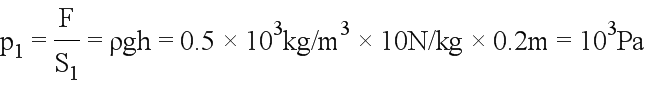 p₁ = F/S₁ = ρgh = 0.5 × 10³kg/m³ × 10N/kg × 0.2m = 10³Pa